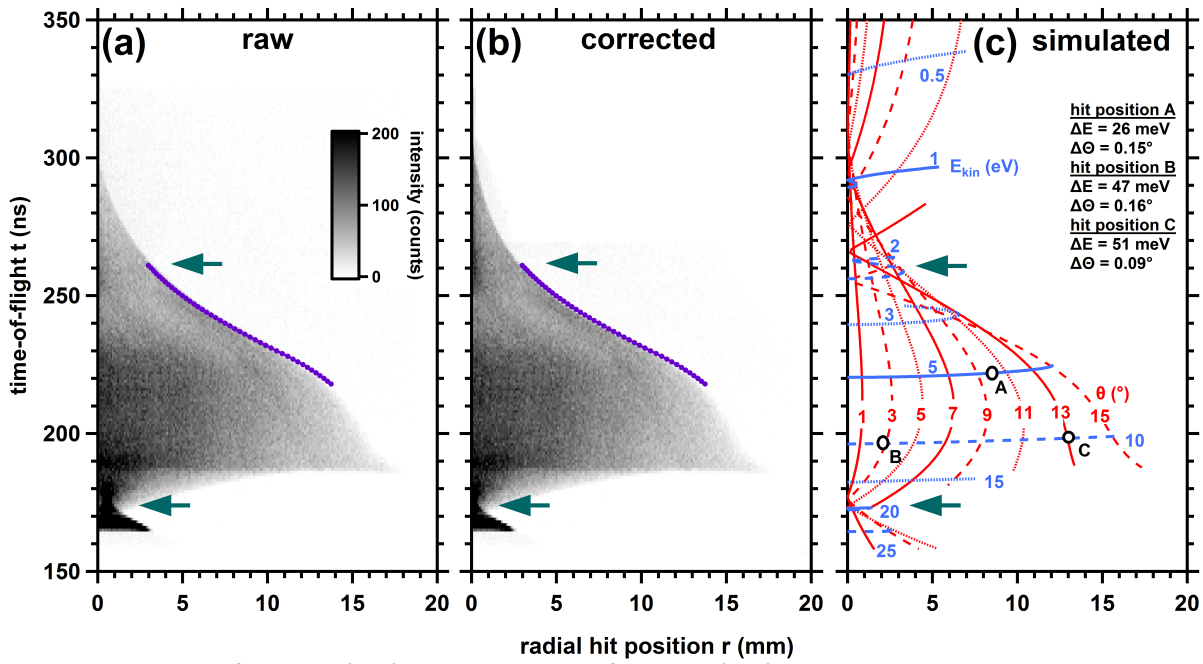 (a) raw
(b) corrected
(c) simulated
350
300
250
200
150
time-of-flight t (ns)
200
100
0
intensity (counts)
0 5 10 15 20
0 5 10 15 20
0 5 10 15 20
radial hit position r (mm)
0.5
1 E_kin (eV)
2
3
5
10
15
20
25
θ (°)
1 3 5 7 9 11 13 15
A
B
C
hit position A
ΔE = 26 meV
ΔΘ = 0.15°
hit position B
ΔE = 47 meV
ΔΘ = 0.16°
hit position C
ΔE = 51 meV
ΔΘ = 0.09°